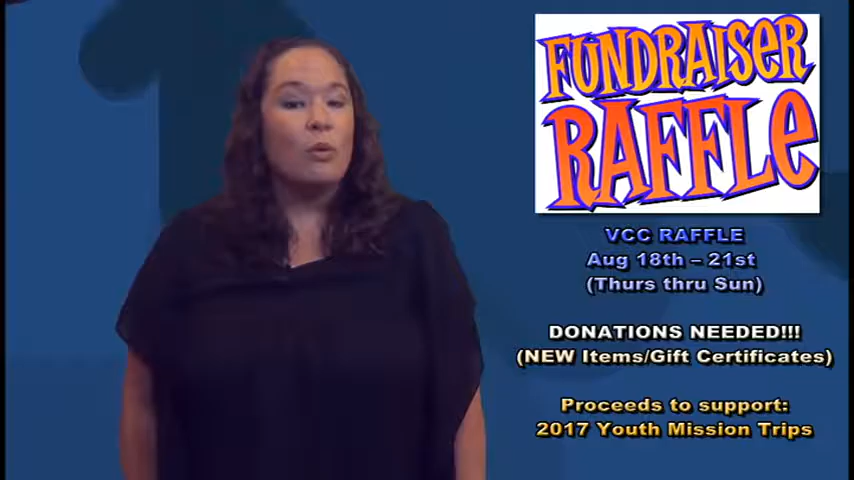 FUNDRAISER
RAFFLE
VCC RAFFLE
Aug 18th – 21st
(Thurs thru Sun)
DONATIONS NEEDED!!!
(NEW Items/Gift Certificates)
Proceeds to support:
2017 Youth Mission Trips